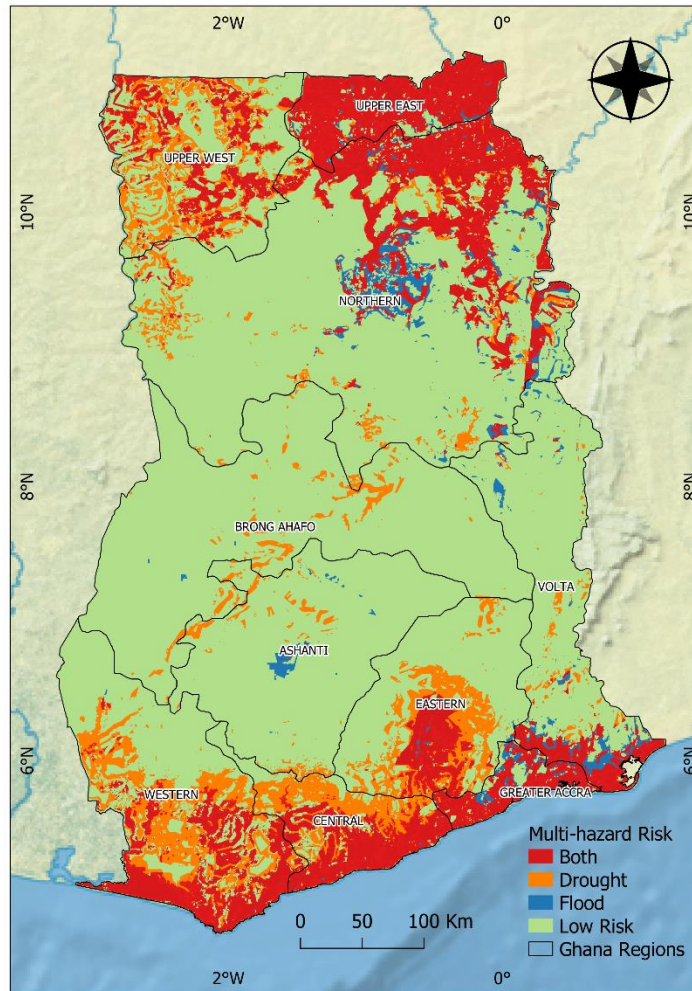 2°W 0°
UPPER EAST
UPPER WEST
10°N 10°N
NORTHERN
8°N 8°N
BRONG AHAFO
VOLTA
ASHANTI
EASTERN
6°N 6°N
WESTERN
GREATER ACCRA
CENTRAL
Multi-hazard Risk
Both
Drought
Flood
Low Risk
Ghana Regions
0 50 100 Km
2°W 0°